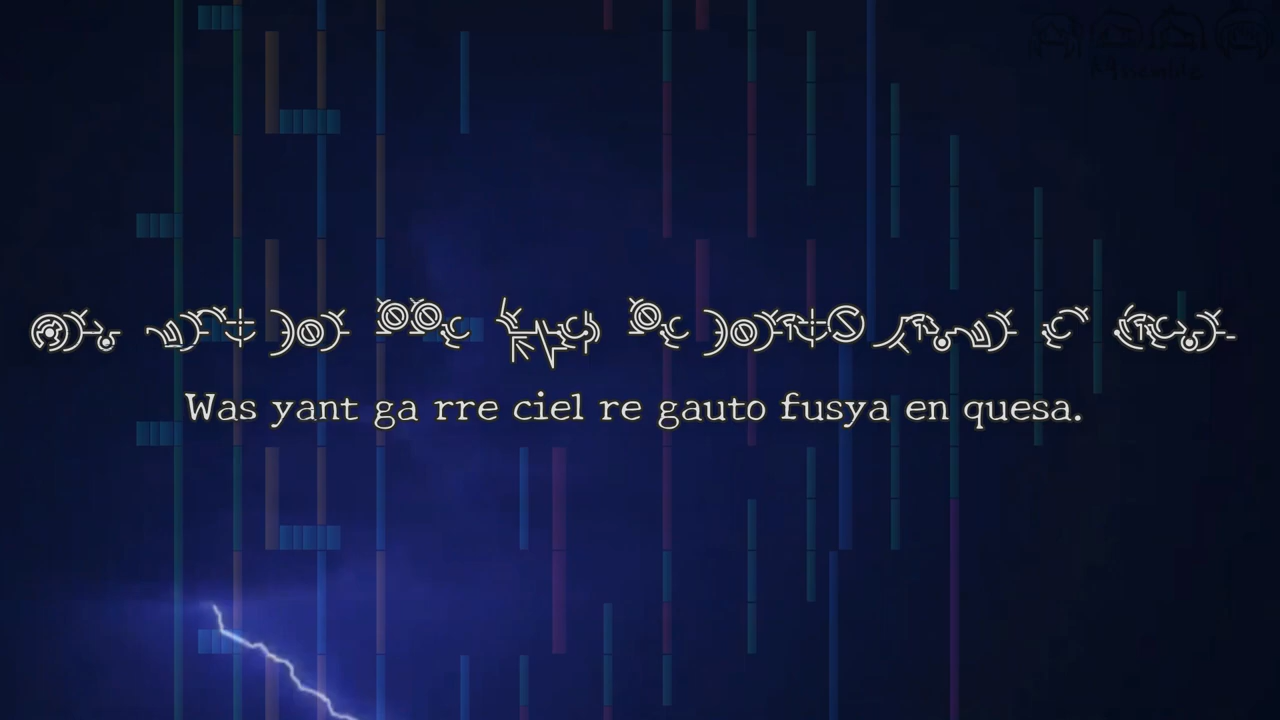 Was yant ga rre ciel re gauto fusya en quesa.